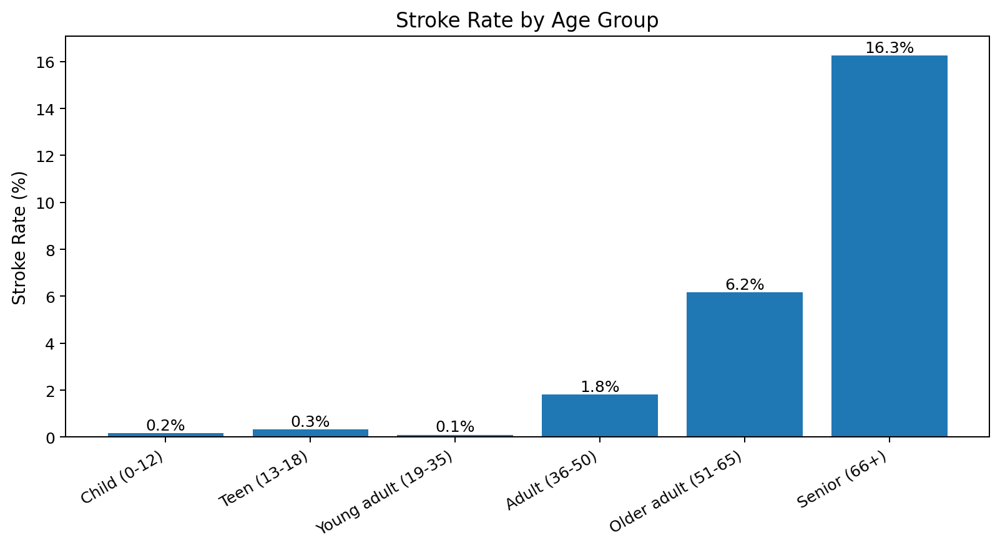 Stroke Rate by Age Group
Stroke Rate (%)
16
14
12
10
8
6
4
2
0
0.2%
0.3%
0.1%
1.8%
6.2%
16.3%
Child (0-12)
Teen (13-18)
Young adult (19-35)
Adult (36-50)
Older adult (51-65)
Senior (66+)